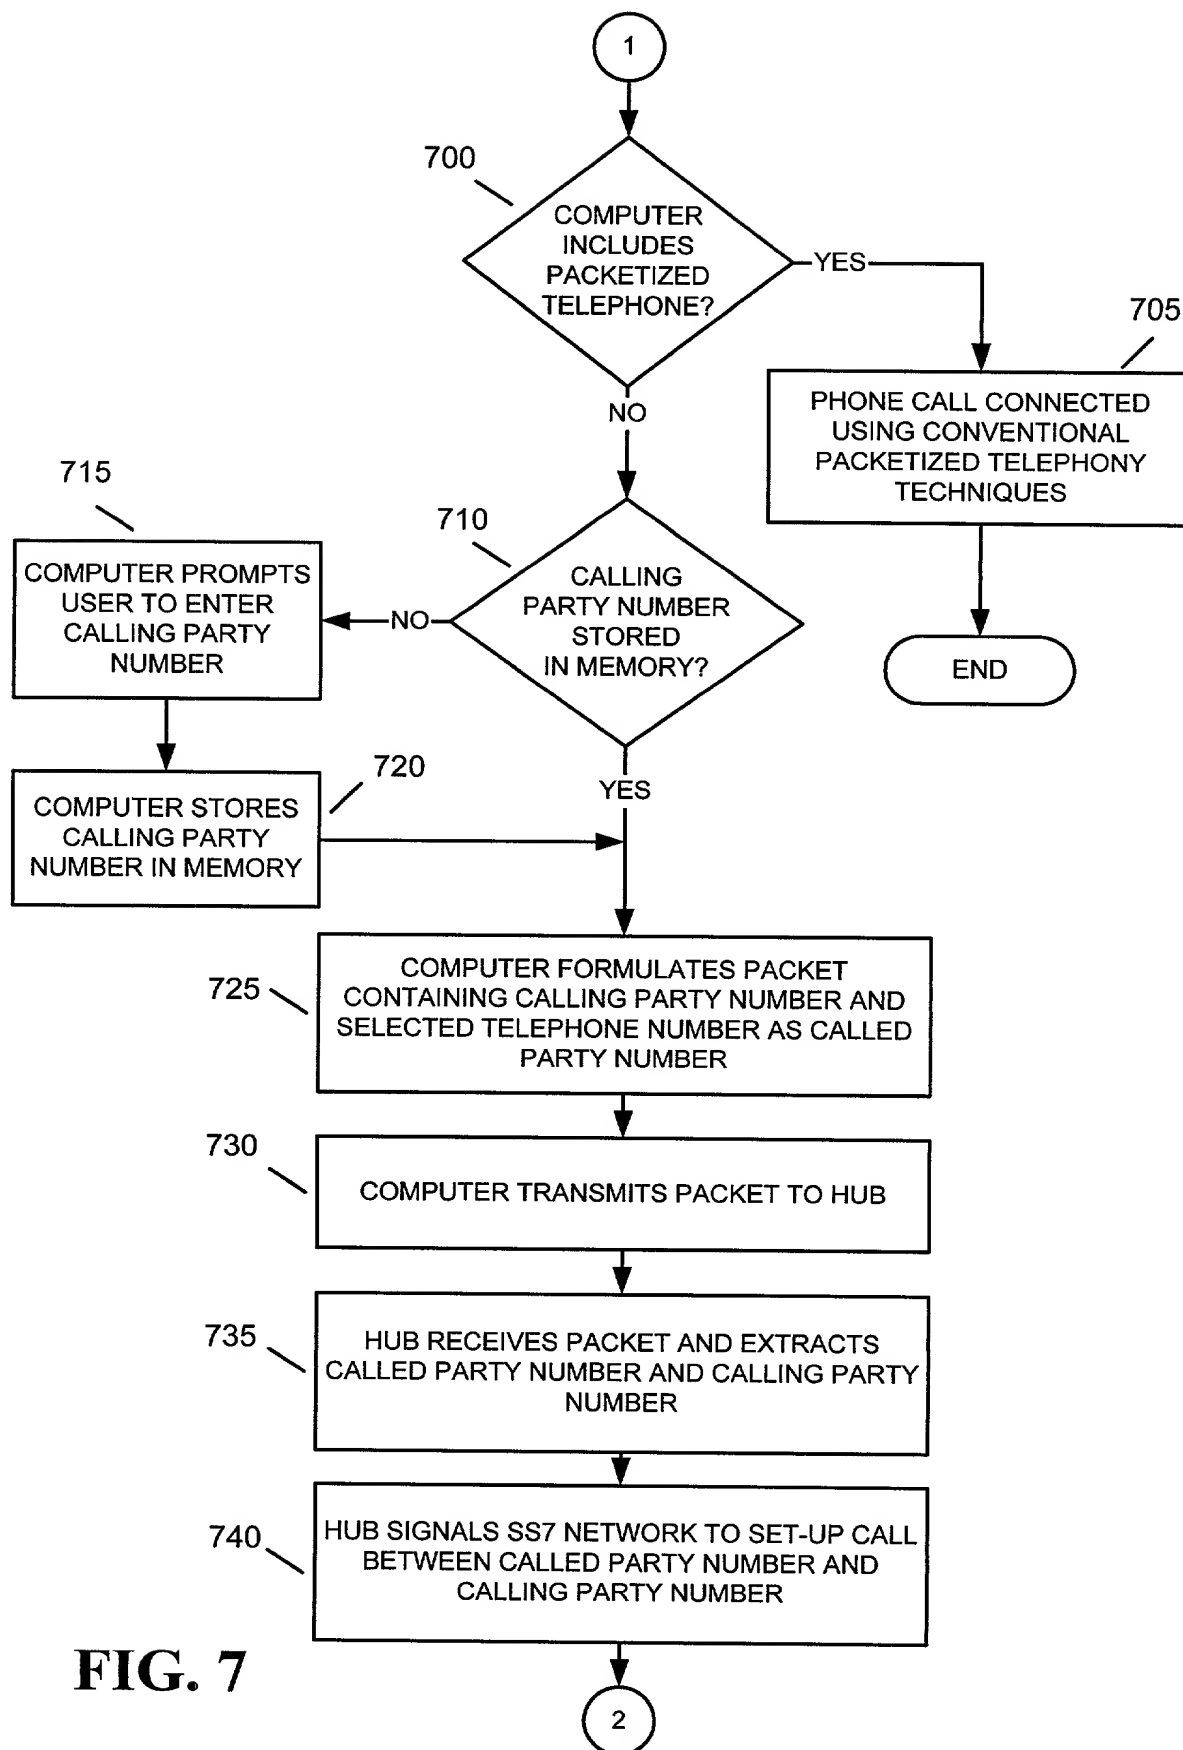 1
700
COMPUTER
INCLUDES
PACKETIZED
TELEPHONE?
YES
705
PHONE CALL CONNECTED
USING CONVENTIONAL
PACKETIZED TELEPHONY
TECHNIQUES
END
NO
710
CALLING
PARTY NUMBER
STORED
IN MEMORY?
NO
715
COMPUTER PROMPTS
USER TO ENTER
CALLING PARTY
NUMBER
720
COMPUTER STORES
CALLING PARTY
NUMBER IN MEMORY
YES
725
COMPUTER FORMULATES PACKET
CONTAINING CALLING PARTY NUMBER AND
SELECTED TELEPHONE NUMBER AS CALLED
PARTY NUMBER
730
COMPUTER TRANSMITS PACKET TO HUB
735
HUB RECEIVES PACKET AND EXTRACTS
CALLED PARTY NUMBER AND CALLING PARTY
NUMBER
740
HUB SIGNALS SS7 NETWORK TO SET-UP CALL
BETWEEN CALLED PARTY NUMBER AND
CALLING PARTY NUMBER
FIG. 7
2